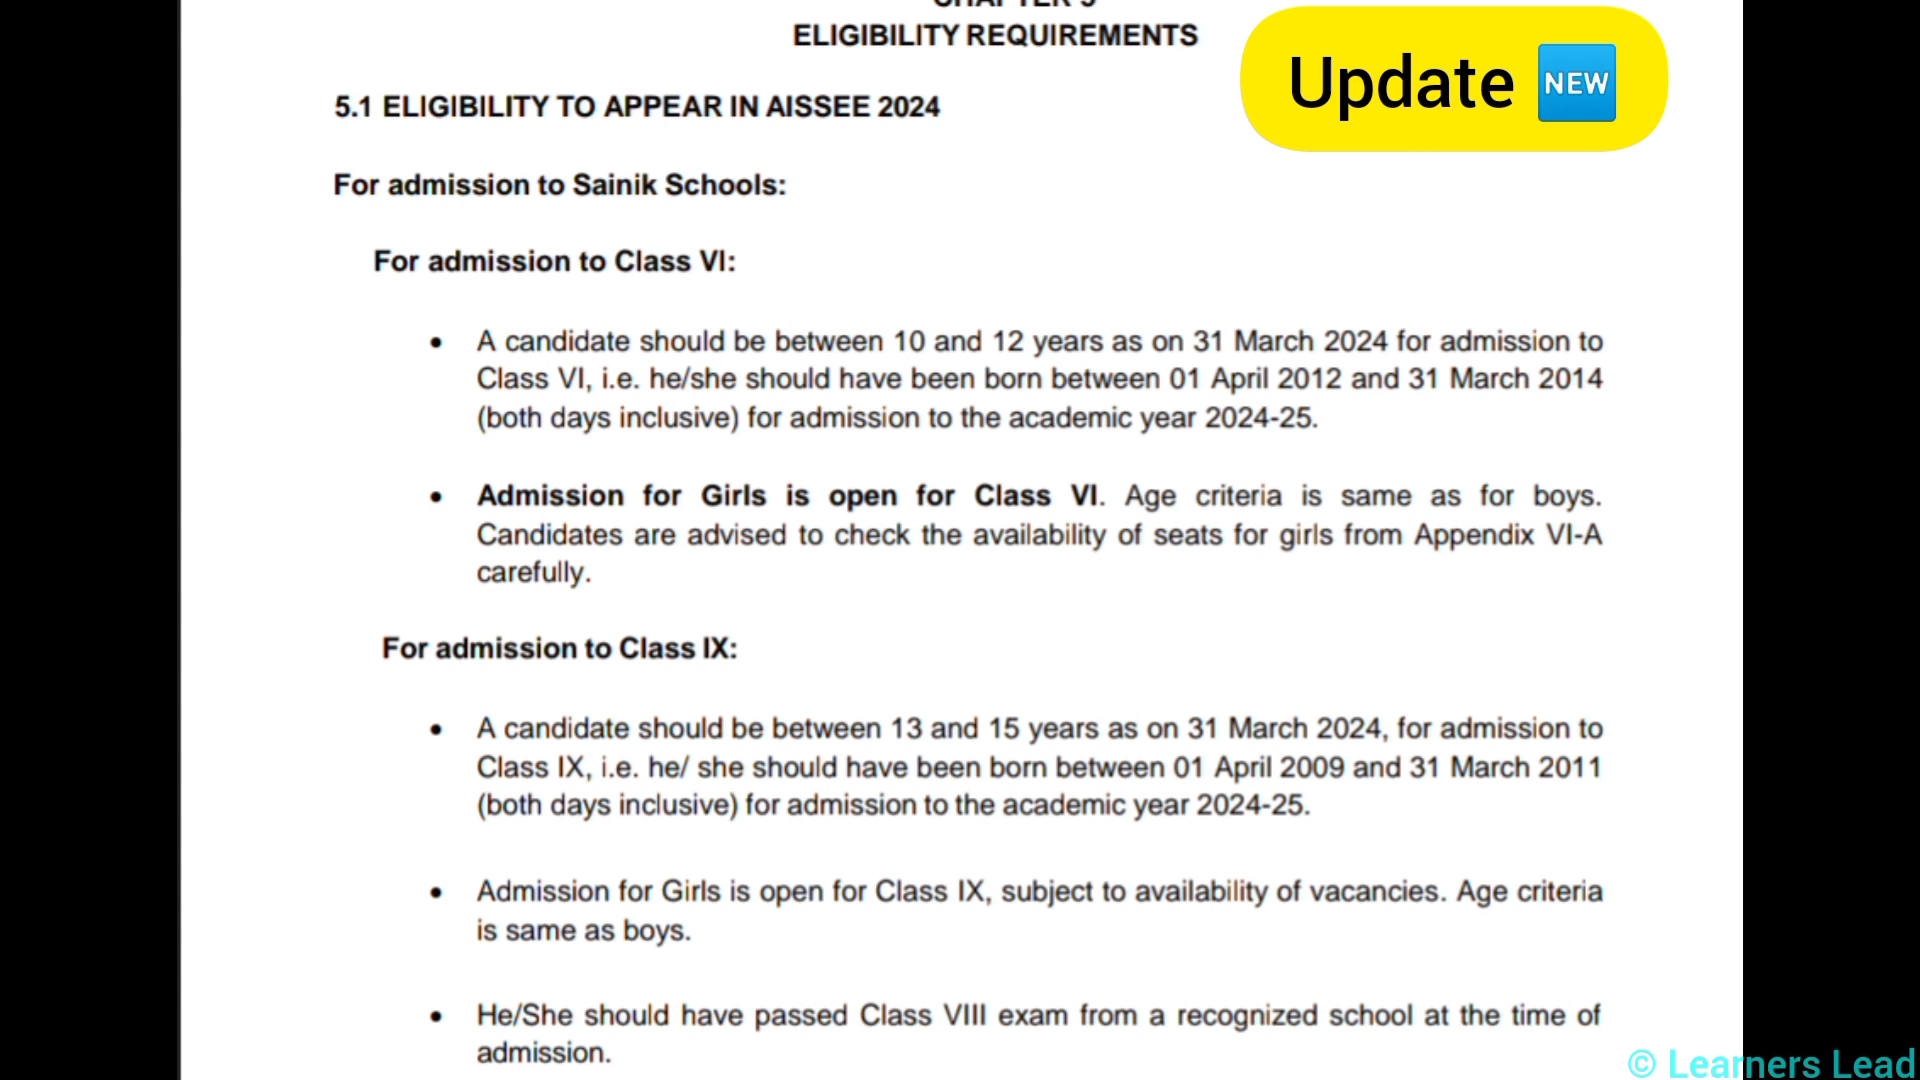 ELIGIBILITY REQUIREMENTS
Update NEW
5.1 ELIGIBILITY TO APPEAR IN AISSEE 2024
For admission to Sainik Schools:
For admission to Class VI:
• A candidate should be between 10 and 12 years as on 31 March 2024 for admission to
Class VI, i.e. he/she should have been born between 01 April 2012 and 31 March 2014
(both days inclusive) for admission to the academic year 2024-25.
• Admission for Girls is open for Class VI. Age criteria is same as for boys.
Candidates are advised to check the availability of seats for girls from Appendix VI-A
carefully.
For admission to Class IX:
• A candidate should be between 13 and 15 years as on 31 March 2024, for admission to
Class IX, i.e. he/ she should have been born between 01 April 2009 and 31 March 2011
(both days inclusive) for admission to the academic year 2024-25.
• Admission for Girls is open for Class IX, subject to availability of vacancies. Age criteria
is same as boys.
• He/She should have passed Class VIII exam from a recognized school at the time of
admission.
© Learners Lead